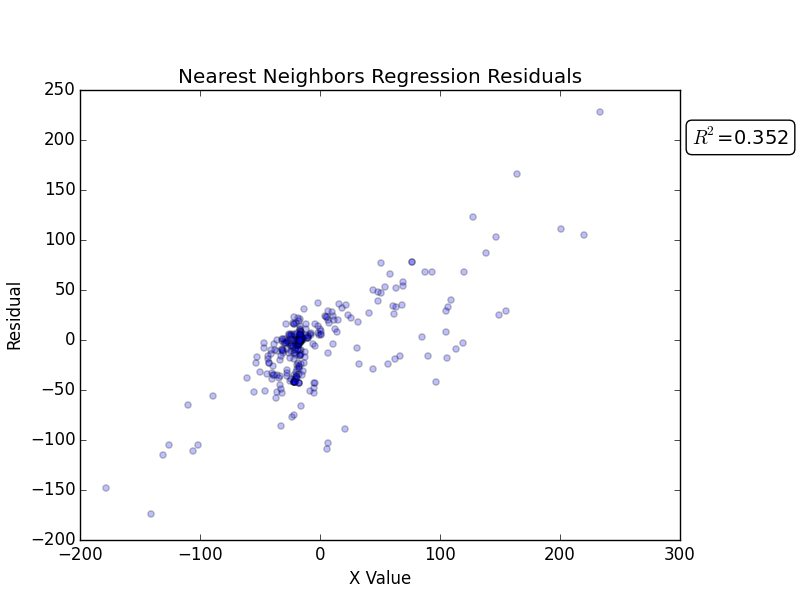 Nearest Neighbors Regression Residuals
250
200
150
100
50
0
−50
−100
−150
−200
Residual
−200 −100 0 100 200 300
X Value
R²=0.352